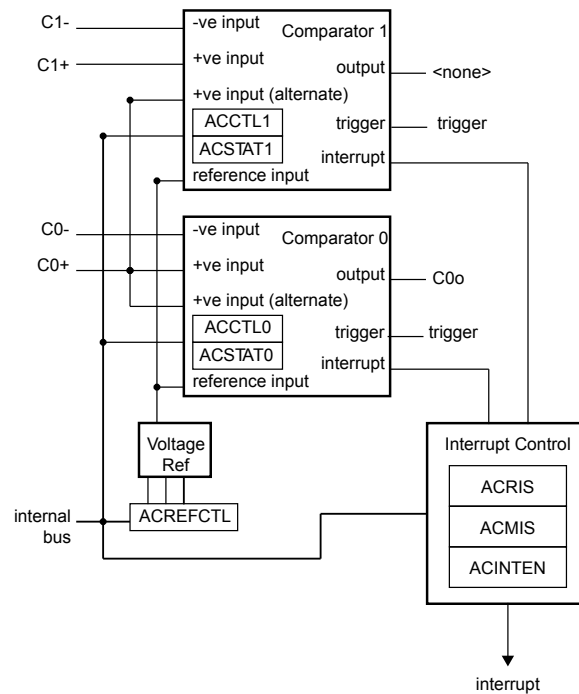 C1-
-ve input
Comparator 1
C1+
+ve input
output
<none>
+ve input (alternate)
ACCTL1
trigger
trigger
ACSTAT1
interrupt
reference input
C0-
-ve input
Comparator 0
C0+
+ve input
output
C0o
+ve input (alternate)
ACCTL0
trigger
trigger
ACSTAT0
interrupt
reference input
Voltage
Ref
Interrupt Control
ACRIS
internal
bus
ACREFCTL
ACMIS
ACINTEN
interrupt